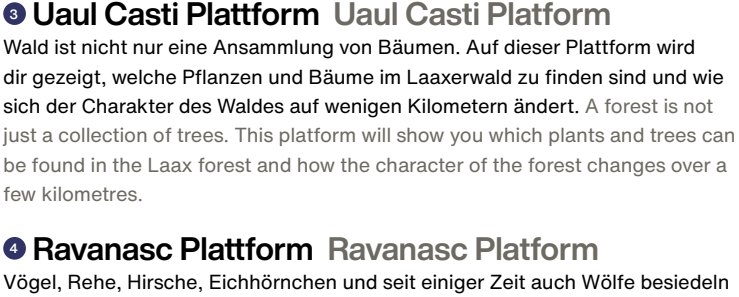 3 Uaul Casti Plattform Uaul Casti Platform
Wald ist nicht nur eine Ansammlung von Bäumen. Auf dieser Plattform wird
dir gezeigt, welche Pflanzen und Bäume im Laaxerwald zu finden sind und wie
sich der Charakter des Waldes auf wenigen Kilometern ändert. A forest is not
just a collection of trees. This platform will show you which plants and trees can
be found in the Laax forest and how the character of the forest changes over a
few kilometres.
4 Ravanasc Plattform Ravanasc Platform
Vögel, Rehe, Hirsche, Eichhörnchen und seit einiger Zeit auch Wölfe besiedeln